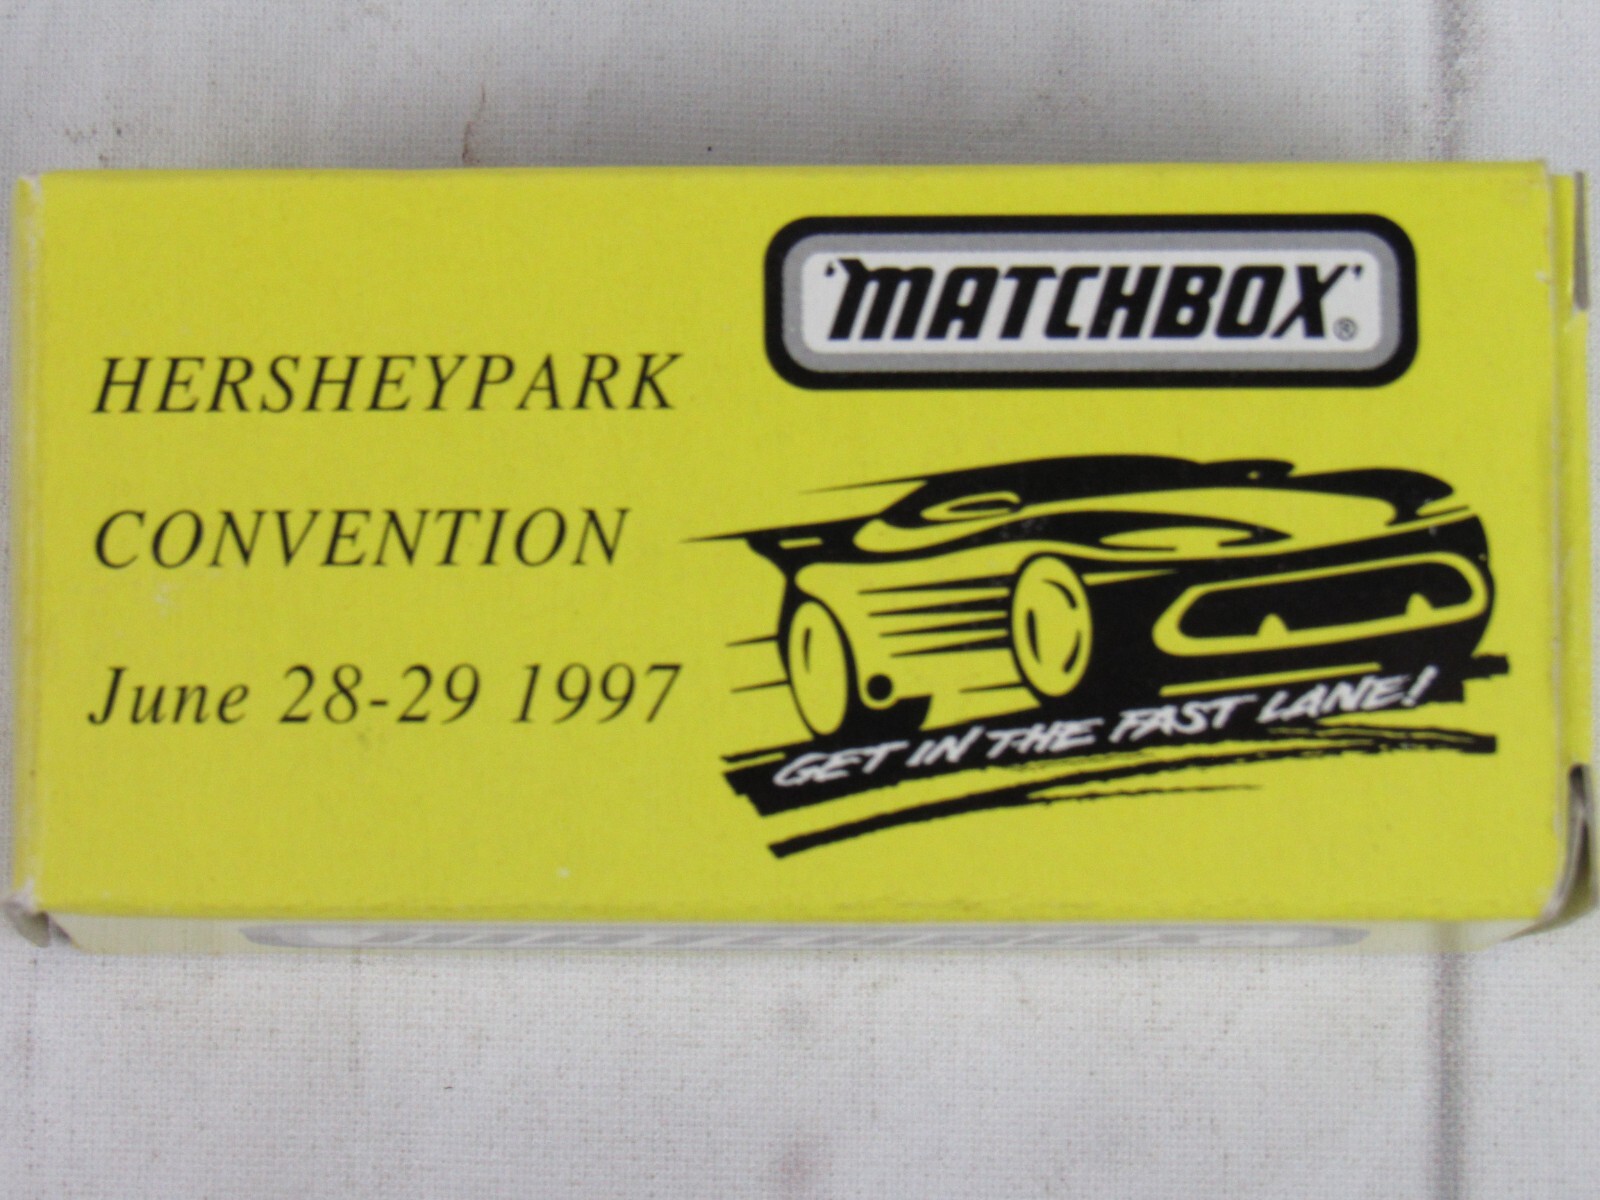 'MATCHBOX'®
HERSHEYPARK
CONVENTION
June 28-29 1997
GET IN THE FAST LANE!